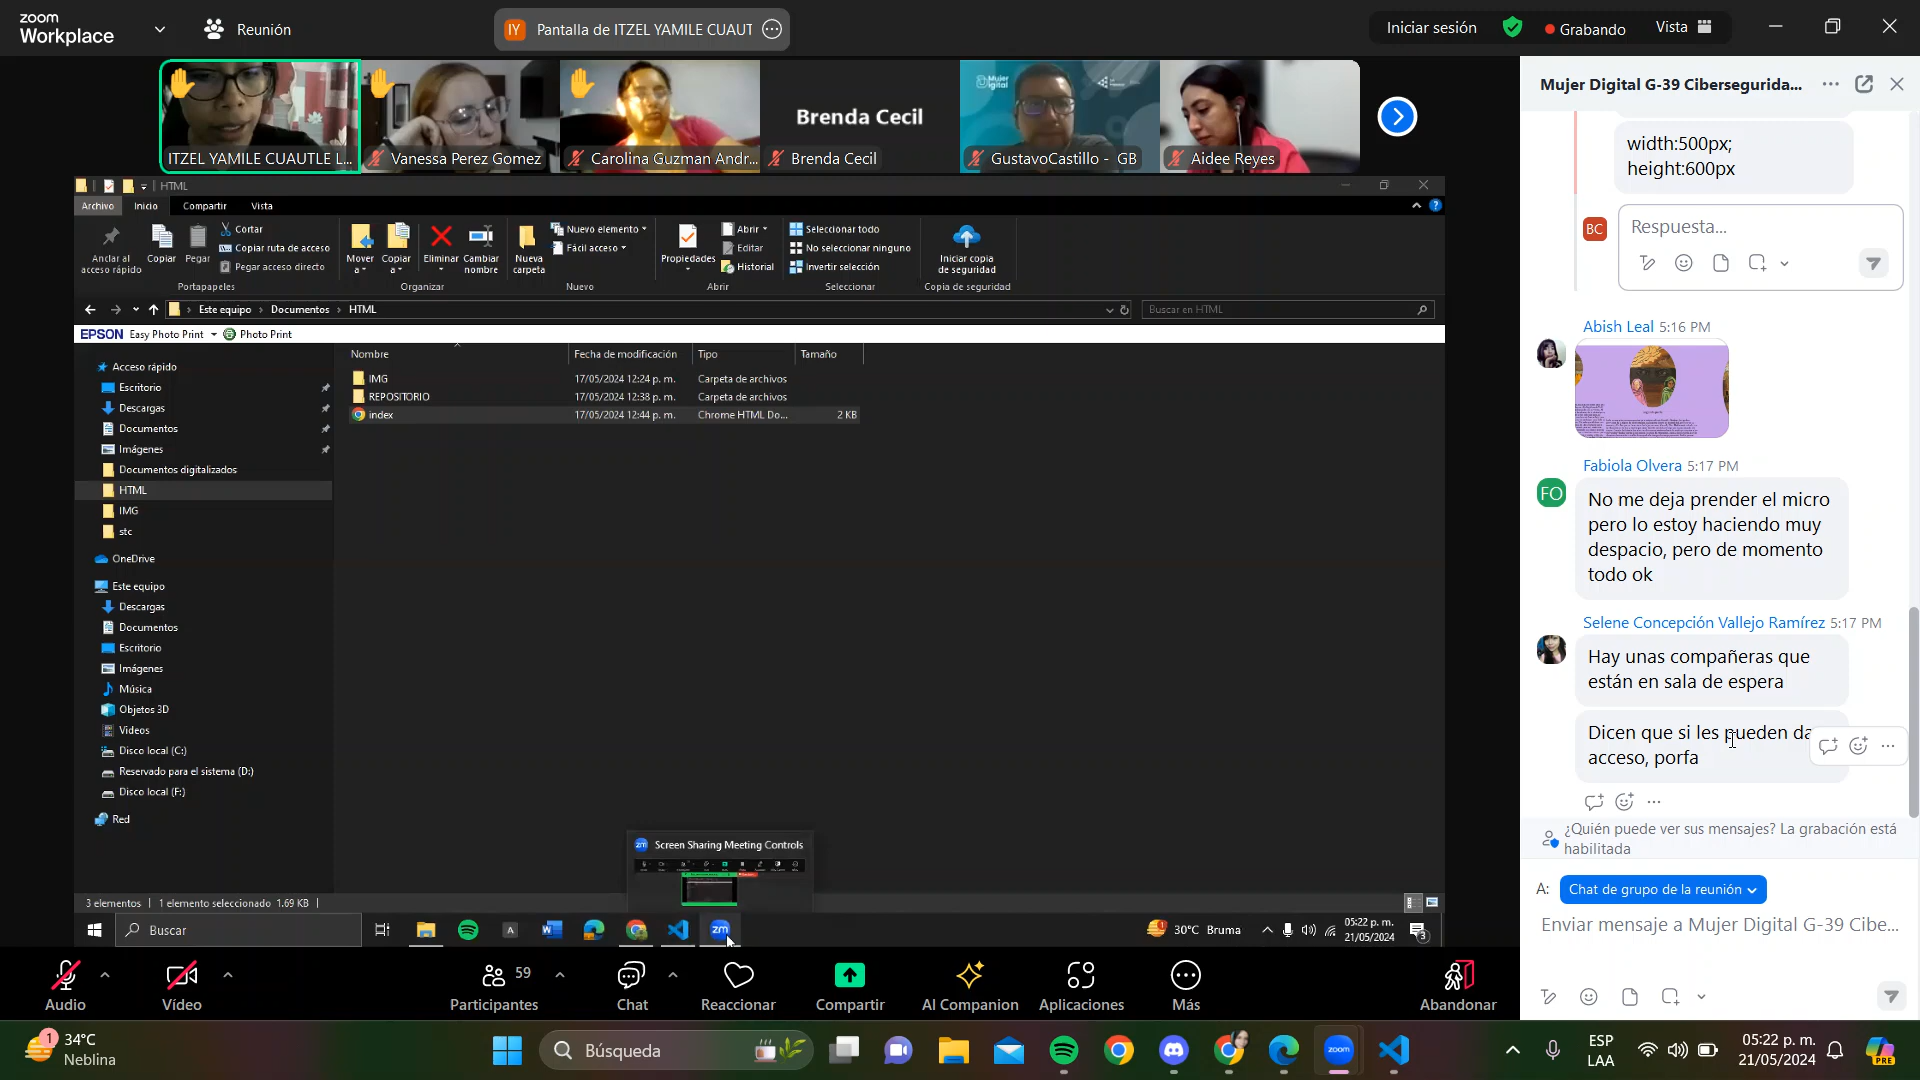 zoom
Workplace
Reunión
IY Pantalla de ITZEL YAMILE CUAUT
Iniciar sesión
Grabando
Vista
ITZEL YAMILE CUAUTLE L...
Vanessa Perez Gomez
Carolina Guzman Andr...
Brenda Cecil
Brenda Cecil
Mujer Digital
GustavoCastillo - GB
Aidee Reyes
HTML
Archivo
Inicio
Compartir
Vista
Anclar al acceso rápido
Copiar
Pegar
Cortar
Copiar ruta de acceso
Pegar acceso directo
Portapapeles
Mover a
Copiar a
Eliminar
Cambiar nombre
Organizar
Nueva carpeta
Nuevo elemento
Fácil acceso
Nuevo
Propiedades
Abrir
Editar
Historial
Abrir
Seleccionar todo
No seleccionar ninguno
Invertir selección
Seleccionar
Iniciar copia de seguridad
Copia de seguridad
Este equipo
Documentos
HTML
Buscar en HTML
EPSON Easy Photo Print
Photo Print
Nombre
Fecha de modificación
Tipo
Tamaño
IMG 17/05/2024 12:24 p. m. Carpeta de archivos
REPOSITORIO 17/05/2024 12:38 p. m. Carpeta de archivos
index 17/05/2024 12:44 p. m. Chrome HTML Do... 2 KB
Acceso rápido
Escritorio
Descargas
Documentos
Imágenes
Documentos digitalizados
HTML
IMG
stc
OneDrive
Este equipo
Descargas
Documentos
Escritorio
Imágenes
Música
Objetos 3D
Videos
Disco local (C:)
Reservado para el sistema (D:)
Disco local (F:)
Red
zm Screen Sharing Meeting Controls
3 elementos
1 elemento seleccionado 1.69 KB
Buscar
A
zm
30°C Bruma
05:22 p. m.
21/05/2024
3
Audio
Vídeo
59
Participantes
Chat
Reaccionar
Compartir
AI Companion
Aplicaciones
Más
Abandonar
Mujer Digital G-39 Cibersegurida...
width:500px;
height:600px
BC
Respuesta...
Abish Leal 5:16 PM
Fabiola Olvera 5:17 PM
FO
No me deja prender el micro
pero lo estoy haciendo muy
despacio, pero de momento
todo ok
Selene Concepción Vallejo Ramírez 5:17 PM
Hay unas compañeras que
están en sala de espera
Dicen que si les pueden da
acceso, porfa
¿Quién puede ver sus mensajes? La grabación está
habilitada
A: Chat de grupo de la reunión
Enviar mensaje a Mujer Digital G-39 Cibe...
1
34°C
Neblina
Búsqueda
zoom
ESP
LAA
05:22 p. m.
21/05/2024
PRE